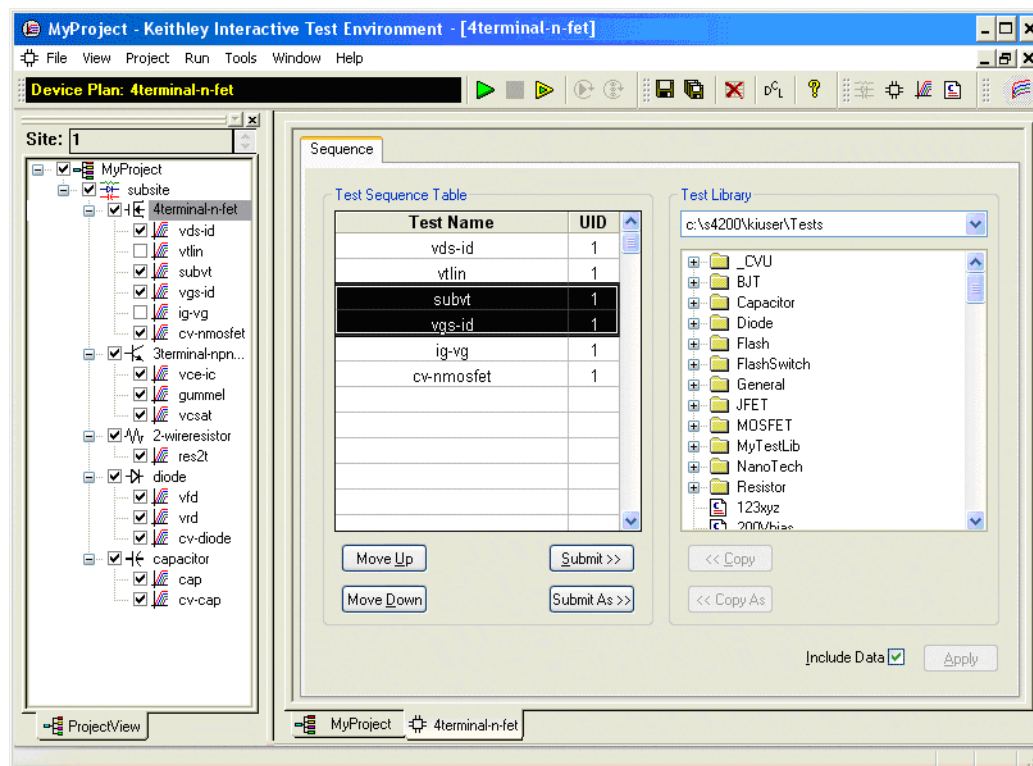 MyProject - Keithley Interactive Test Environment - [4terminal-n-fet]
File View Project Run Tools Window Help
Device Plan: 4terminal-n-fet
Site: 1
MyProject
subsite
4terminal-n-fet
vds-id
vtlin
subvt
vgs-id
ig-vg
cv-nmosfet
3terminal-npn...
vce-ic
gummel
vcsat
2-wireresistor
res2t
diode
vfd
vrd
cv-diode
capacitor
cap
cv-cap
ProjectView
Sequence
Test Sequence Table
Test Name UID
vds-id 1
vtlin 1
subvt 1
vgs-id 1
ig-vg 1
cv-nmosfet 1
Move Up Submit >>
Move Down Submit As >>
Test Library
c:\s4200\kiuser\Tests
_CVU
BJT
Capacitor
Diode
Flash
FlashSwitch
General
JFET
MOSFET
MyTestLib
NanoTech
Resistor
123xyz
200Vbias
<< Copy
<< Copy As
Include Data Apply
MyProject 4terminal-n-fet